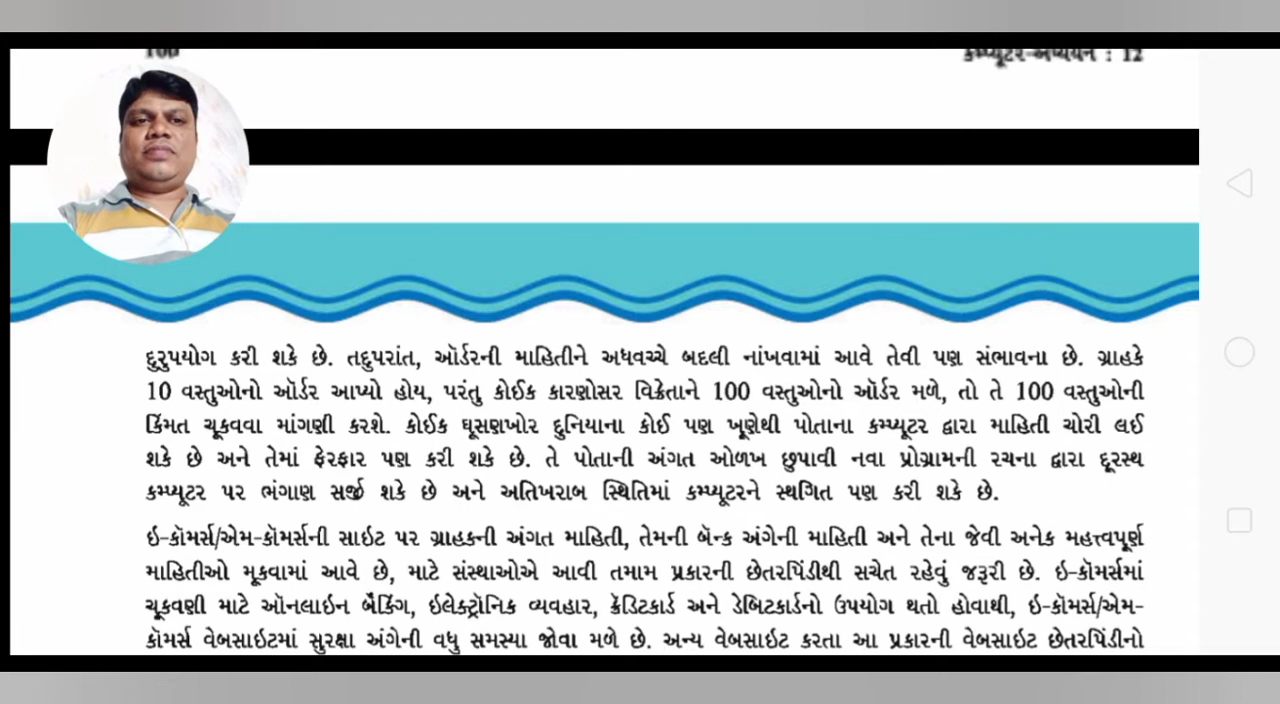 100
કમ્પ્યૂટર-અધ્યયન : 12
દુરુપયોગ કરી શકે છે. તદુપરાંત, ઑર્ડરની માહિતીને અધવચ્ચે બદલી નાંખવામાં આવે તેવી પણ સંભાવના છે. ગ્રાહકે
10 વસ્તુઓનો ઑર્ડર આપ્યો હોય, પરંતુ કોઈક કારણોસર વિક્રેતાને 100 વસ્તુઓનો ઑર્ડર મળે, તો તે 100 વસ્તુઓની
કિંમત ચૂકવવા માંગણી કરશે. કોઈક ઘૂસણખોર દુનિયાના કોઈ પણ ખૂણેથી પોતાના કમ્પ્યૂટર દ્વારા માહિતી ચોરી લઈ
શકે છે અને તેમાં ફેરફાર પણ કરી શકે છે. તે પોતાની અંગત ઓળખ છુપાવી નવા પ્રોગ્રામની રચના દ્વારા દૂરસ્થ
કમ્પ્યૂટર પર ભંગાણ સર્જી શકે છે અને અતિખરાબ સ્થિતિમાં કમ્પ્યૂટરને સ્થગિત પણ કરી શકે છે.
ઇ-કૉમર્સ/એમ-કૉમર્સની સાઇટ પર ગ્રાહકની અંગત માહિતી, તેમની બૅન્ક અંગેની માહિતી અને તેના જેવી અનેક મહત્ત્વપૂર્ણ
માહિતીઓ મૂકવામાં આવે છે, માટે સંસ્થાઓએ આવી તમામ પ્રકારની છેતરપિંડીથી સચેત રહેવું જરૂરી છે. ઇ-કૉમર્સમાં
ચૂકવણી માટે ઑનલાઇન બૅંકિંગ, ઇલેક્ટ્રૉનિક વ્યવહાર, ક્રૅડિટકાર્ડ અને ડેબિટકાર્ડનો ઉપયોગ થતો હોવાથી, ઇ-કૉમર્સ/એમ-
કૉમર્સ વેબસાઇટમાં સુરક્ષા અંગેની વધુ સમસ્યા જોવા મળે છે. અન્ય વેબસાઇટ કરતા આ પ્રકારની વેબસાઇટ છેતરપિંડીનો